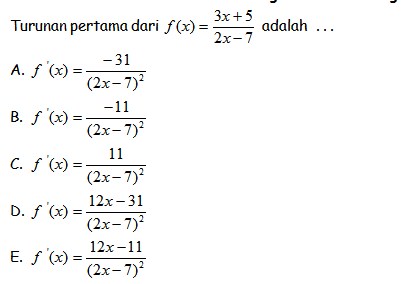 Turunan pertama dari f(x) = (3x + 5)/(2x − 7) adalah ...
A. f '(x) = −31/(2x − 7)²
B. f '(x) = −11/(2x − 7)²
C. f '(x) = 11/(2x − 7)²
D. f '(x) = (12x − 31)/(2x − 7)²
E. f '(x) = (12x − 11)/(2x − 7)²